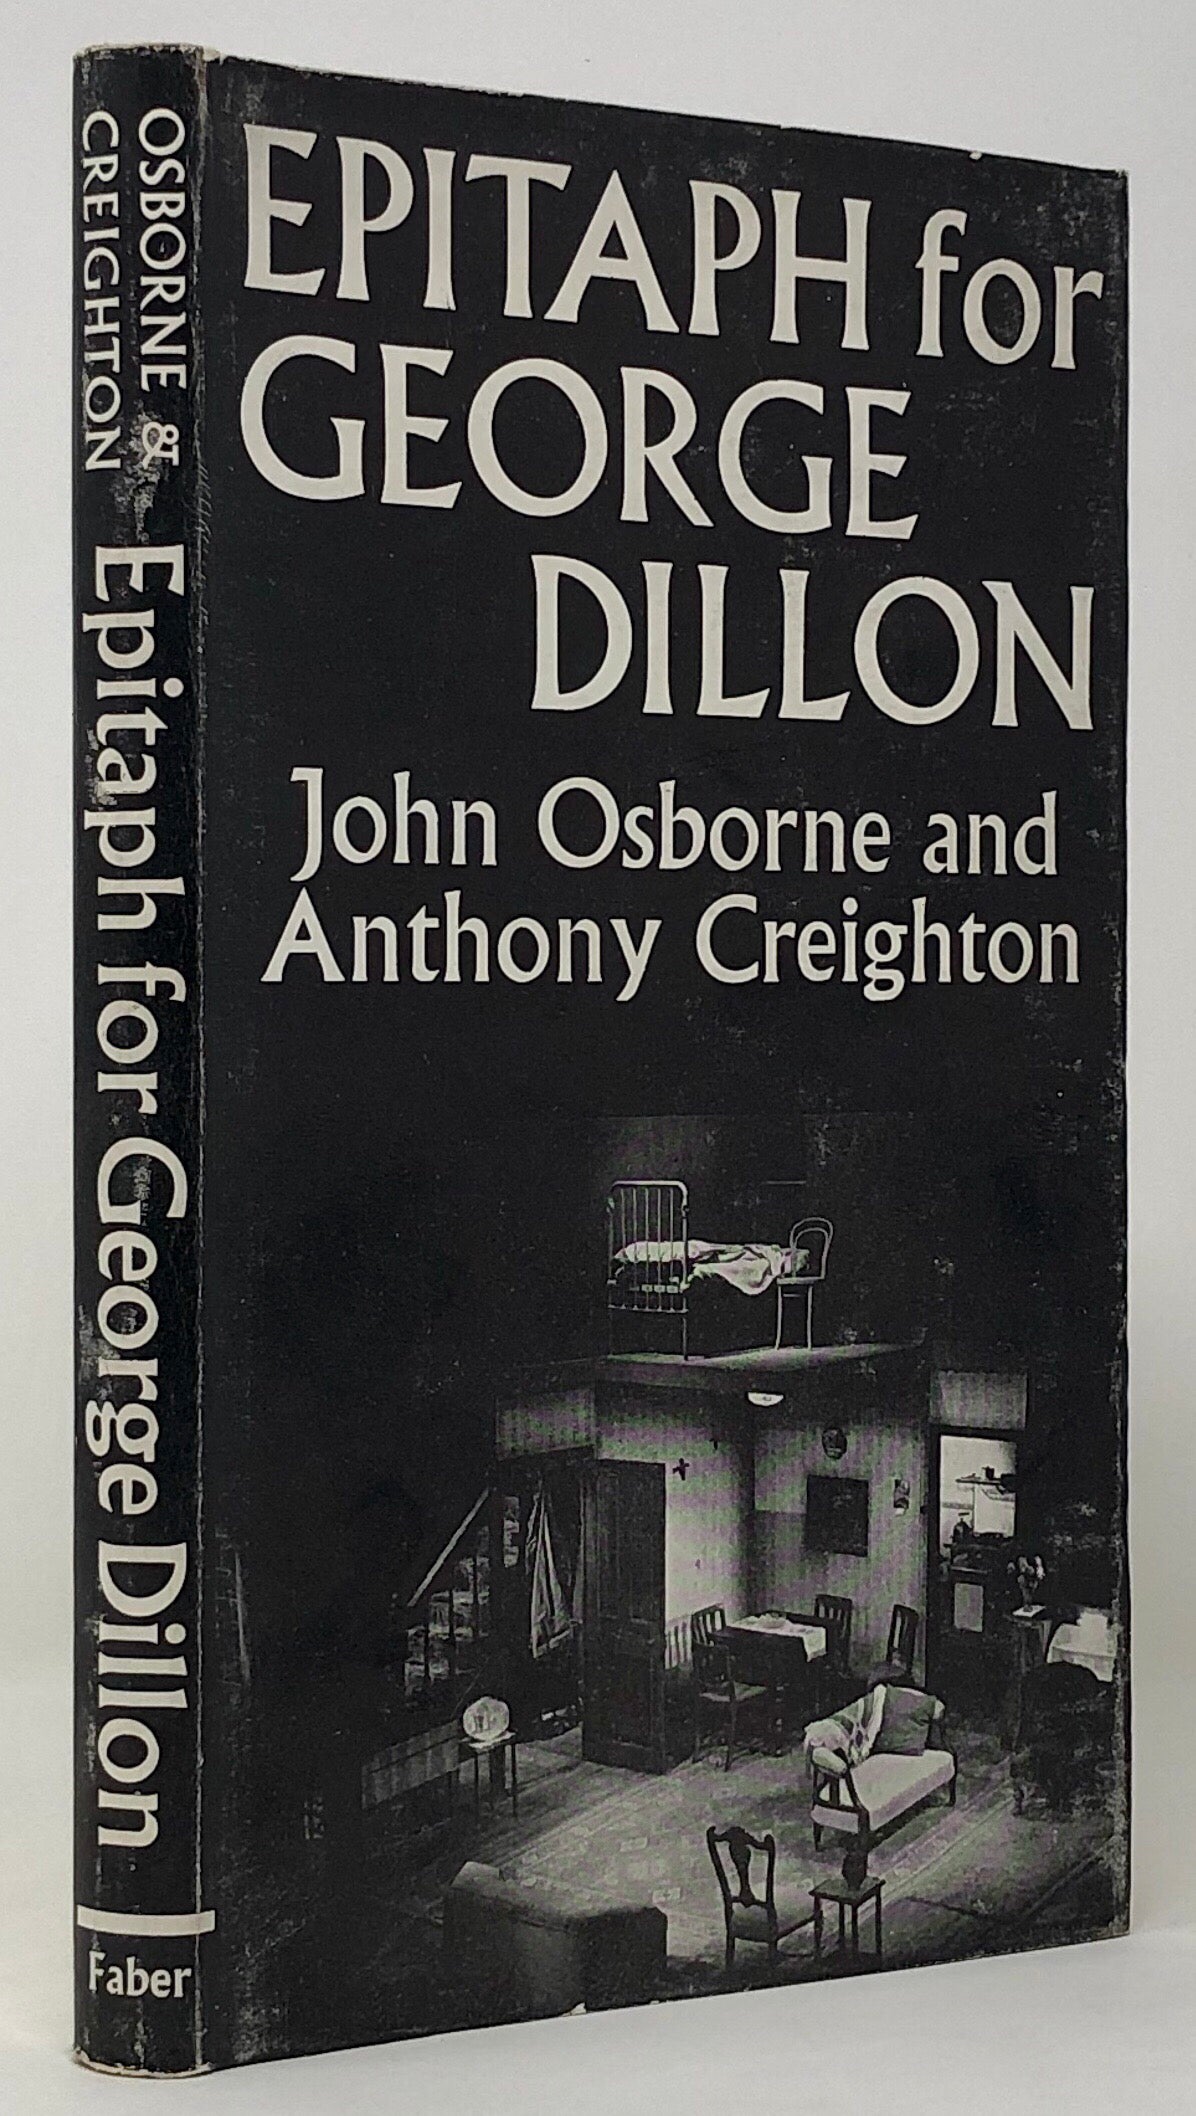 OSBORNE &
CREIGHTON
Epitaph for George Dillon
Faber
EPITAPH for
GEORGE
DILLON
John Osborne and
Anthony Creighton